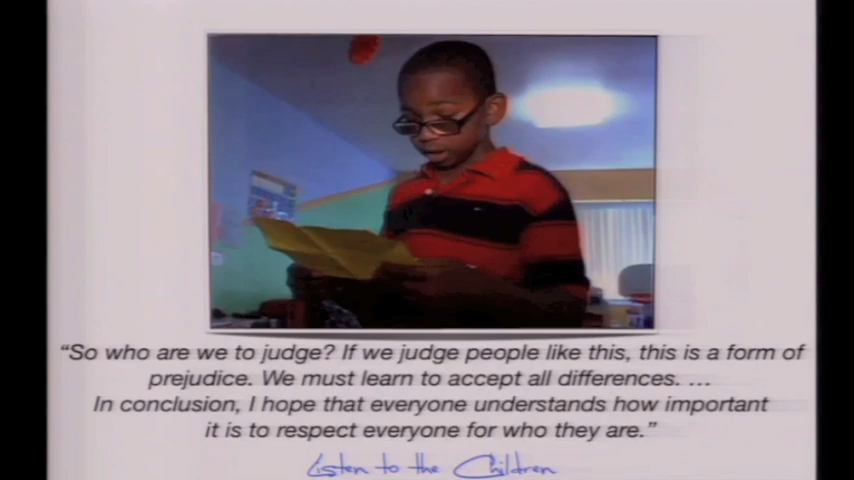 “So who are we to judge? If we judge people like this, this is a form of
prejudice. We must learn to accept all differences. ...
In conclusion, I hope that everyone understands how important
it is to respect everyone for who they are.”
Listen to the Children